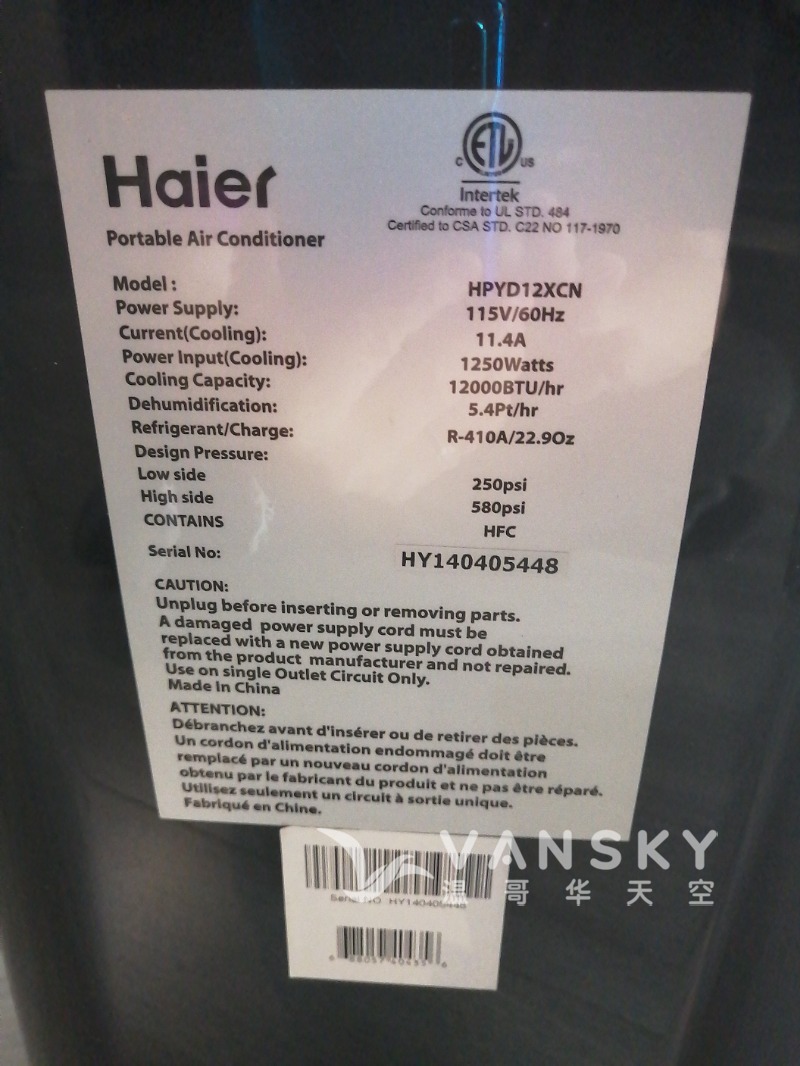 Haier
Portable Air Conditioner
C ETL US
Intertek
Conforme to UL STD. 484
Certified to CSA STD. C22 NO 117-1970
Model : HPYD12XCN
Power Supply: 115V/60Hz
Current(Cooling): 11.4A
Power Input(Cooling): 1250Watts
Cooling Capacity: 12000BTU/hr
Dehumidification: 5.4Pt/hr
Refrigerant/Charge: R-410A/22.9Oz
Design Pressure:
Low side 250psi
High side 580psi
CONTAINS HFC
Serial No: HY140405448
CAUTION:
Unplug before inserting or removing parts.
A damaged power supply cord must be
replaced with a new power supply cord obtained
from the product manufacturer and not repaired.
Use on single Outlet Circuit Only.
Made In China
ATTENTION:
Débranchez avant d'insérer ou de retirer des pièces.
Un cordon d'alimentation endommagé doit être
remplacé par un nouveau cordon d'alimentation
obtenu par le fabricant du produit et ne pas être réparé.
Utilisez seulement un circuit à sortie unique.
Fabriqué en Chine.
VANSKY
温哥华天空
Serial NO HY140405448